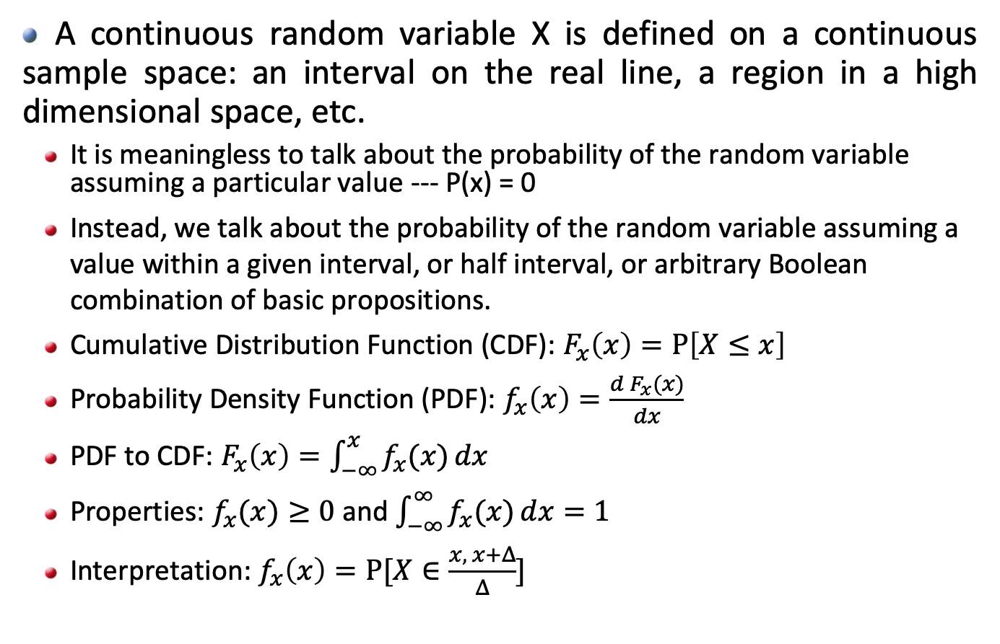 • A continuous random variable X is defined on a continuous
sample space: an interval on the real line, a region in a high
dimensional space, etc.
• It is meaningless to talk about the probability of the random variable
assuming a particular value --- P(x) = 0
• Instead, we talk about the probability of the random variable assuming a
value within a given interval, or half interval, or arbitrary Boolean
combination of basic propositions.
• Cumulative Distribution Function (CDF): $F_x(x) = \mathrm{P}[X \leq x]$
• Probability Density Function (PDF): $f_x(x) = \frac{d\,F_x(x)}{dx}$
• PDF to CDF: $F_x(x) = \int_{-\infty}^{x} f_x(x)\,dx$
• Properties: $f_x(x) \geq 0$ and $\int_{-\infty}^{\infty} f_x(x)\,dx = 1$
• Interpretation: $f_x(x) = \mathrm{P}[X \in \frac{x,\,x+\Delta}{\Delta}]$